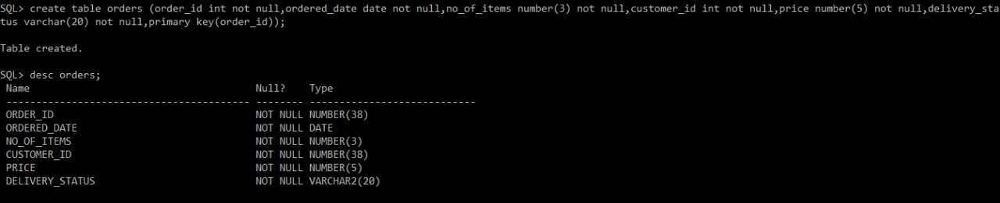 SQL> create table orders (order_id int not null,ordered_date date not null,no_of_items number(3) not null,customer_id int not null,price number(5) not null,delivery_sta
tus varchar(20) not null,primary key(order_id));
Table created.
SQL> desc orders;
Name Null? Type
----------------------------------------- -------- ----------------------------
ORDER_ID NOT NULL NUMBER(38)
ORDERED_DATE NOT NULL DATE
NO_OF_ITEMS NOT NULL NUMBER(3)
CUSTOMER_ID NOT NULL NUMBER(38)
PRICE NOT NULL NUMBER(5)
DELIVERY_STATUS NOT NULL VARCHAR2(20)